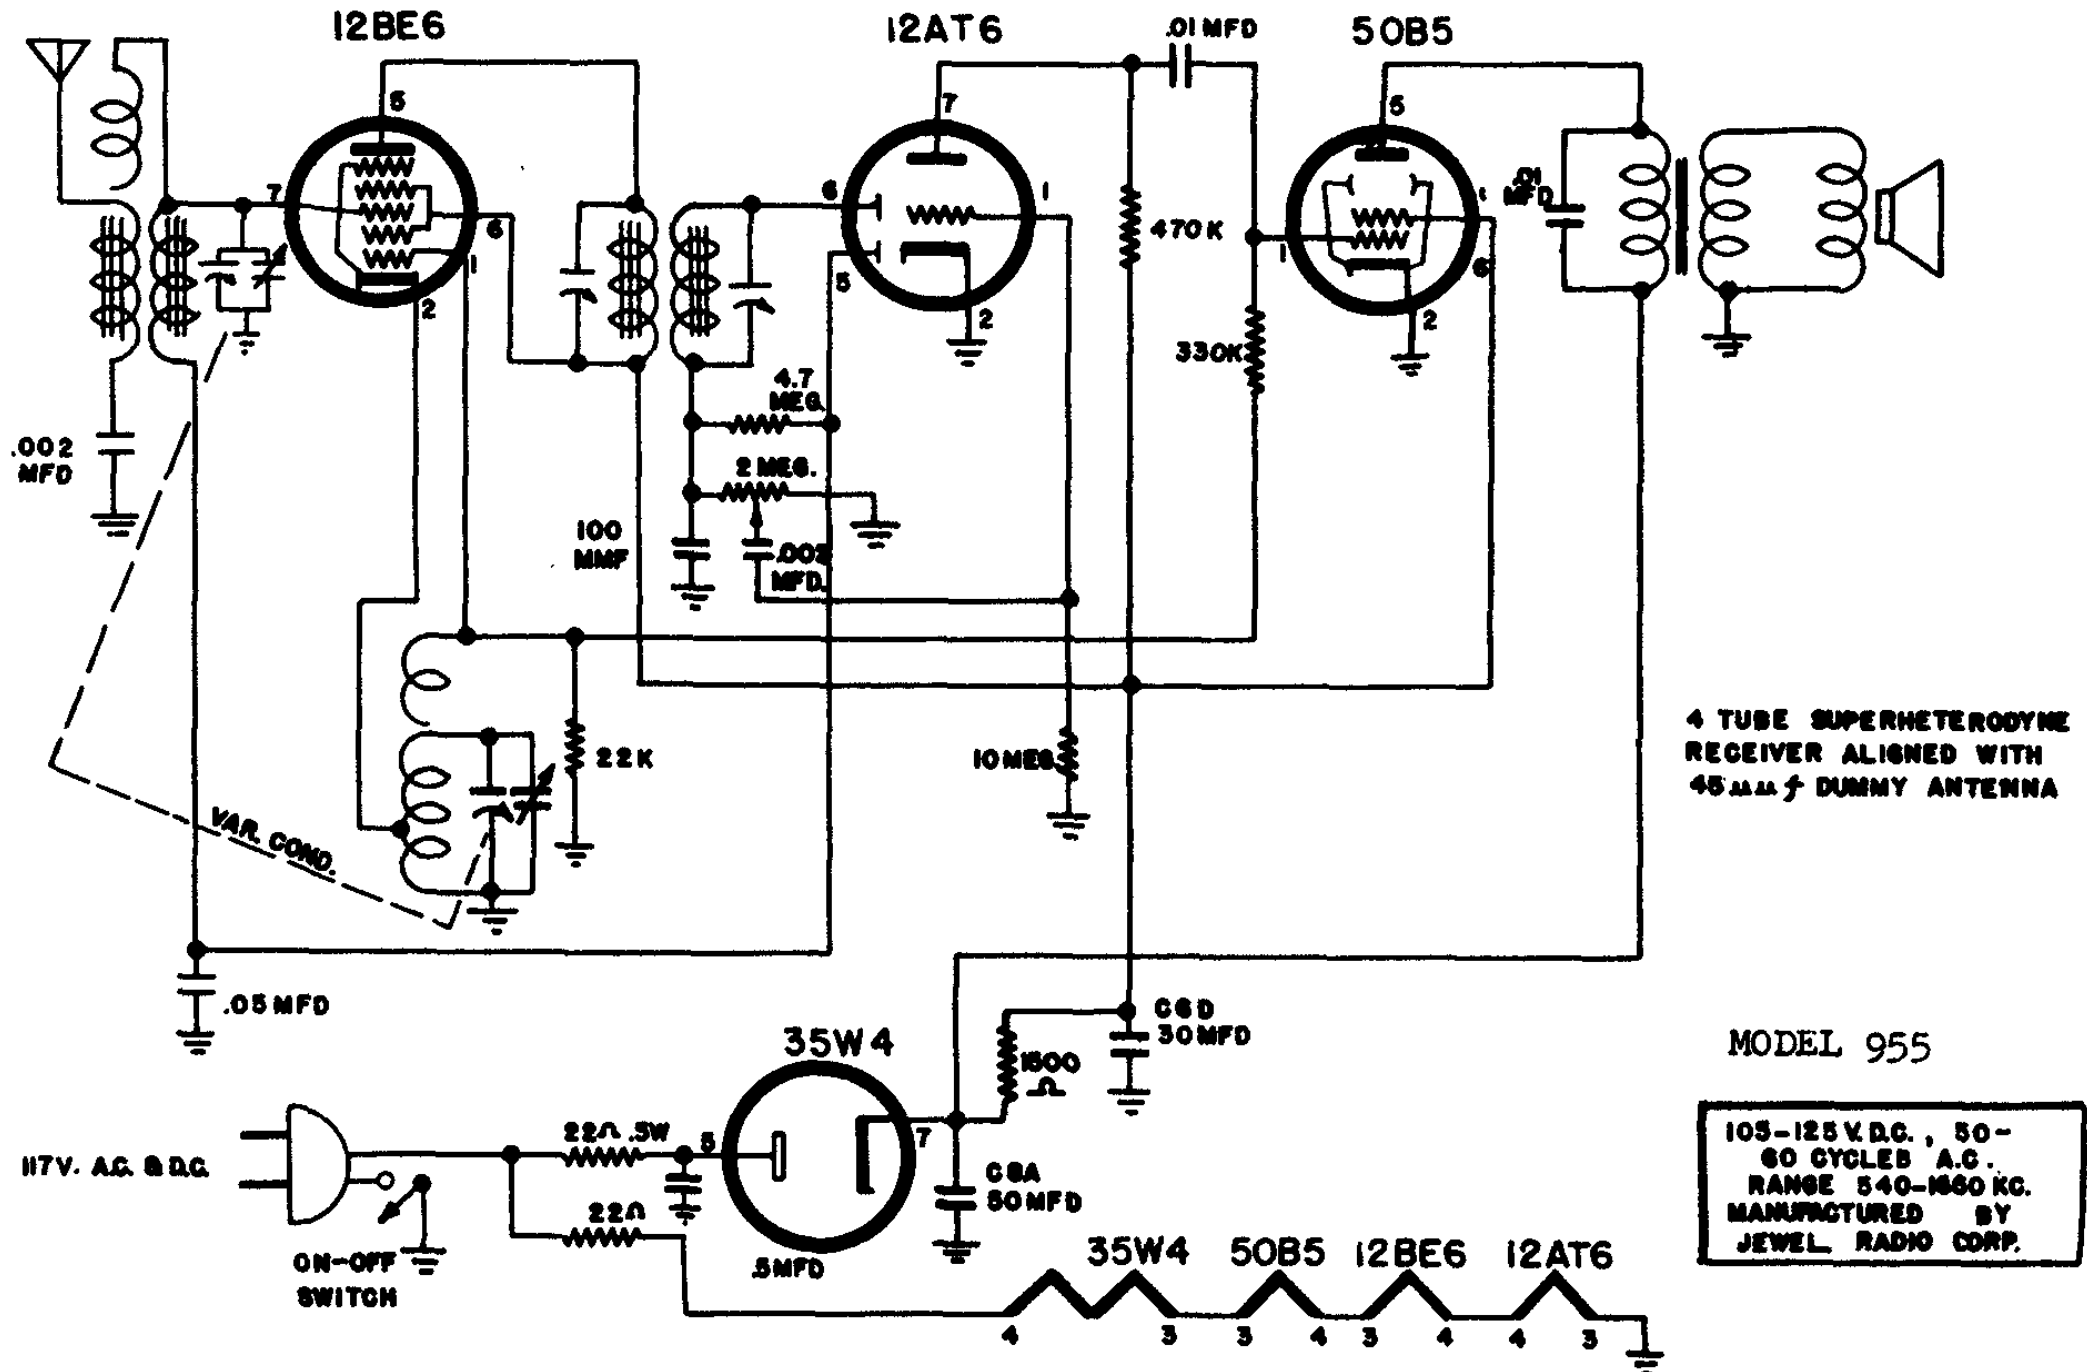 12BE6
12AT6
50B5
.01 MFD
5
7
5
7
6
1
2
6
5
1
2
1
6
2
470K
330K
.01
MFD
.002
MFD
4.7
MEG.
2 MEG.
100
MMF
MFD.
22K
10 MEG.
VAR. COND.
.05 MFD
4 TUBE SUPERHETERODYNE
RECEIVER ALIGNED WITH
45 μμf DUMMY ANTENNA
35W4
C6D
30 MFD
1500
Ω
117V. A.C. & D.C.
22Ω .5W
5
7
C8A
50 MFD
22Ω
.5MFD
ON-OFF
SWITCH
35W4
50B5
12BE6
12AT6
4
3
3
4
3
4
4
3
MODEL 955
105-125 V. D.C., 50-
60 CYCLES A.C.
RANGE 540-1660 KC.
MANUFACTURED BY
JEWEL RADIO CORP.